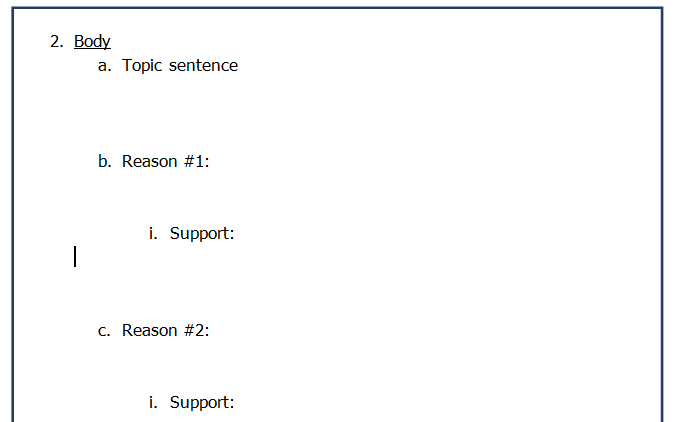 2. Body
a. Topic sentence
b. Reason #1:
i. Support:
c. Reason #2:
i. Support: